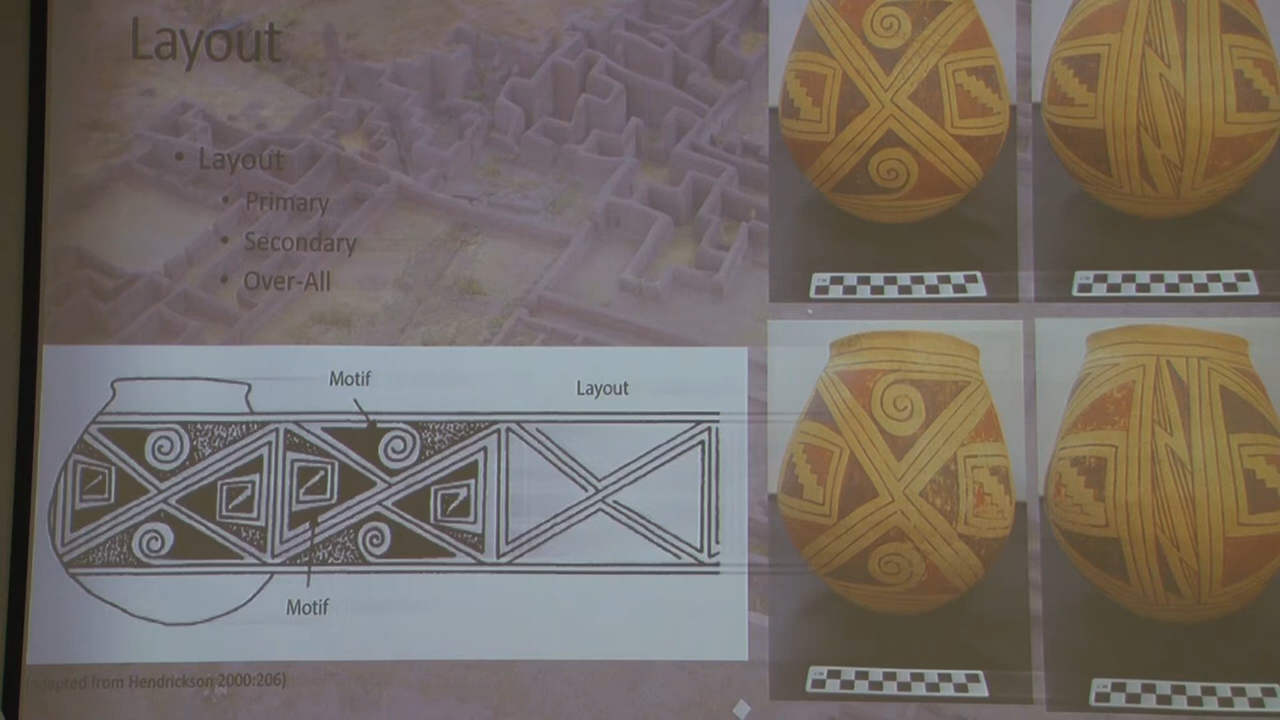 Layout
• Layout
• Primary
• Secondary
• Over-All
Motif
Layout
Motif
adapted from Hendrickson 2000:206)